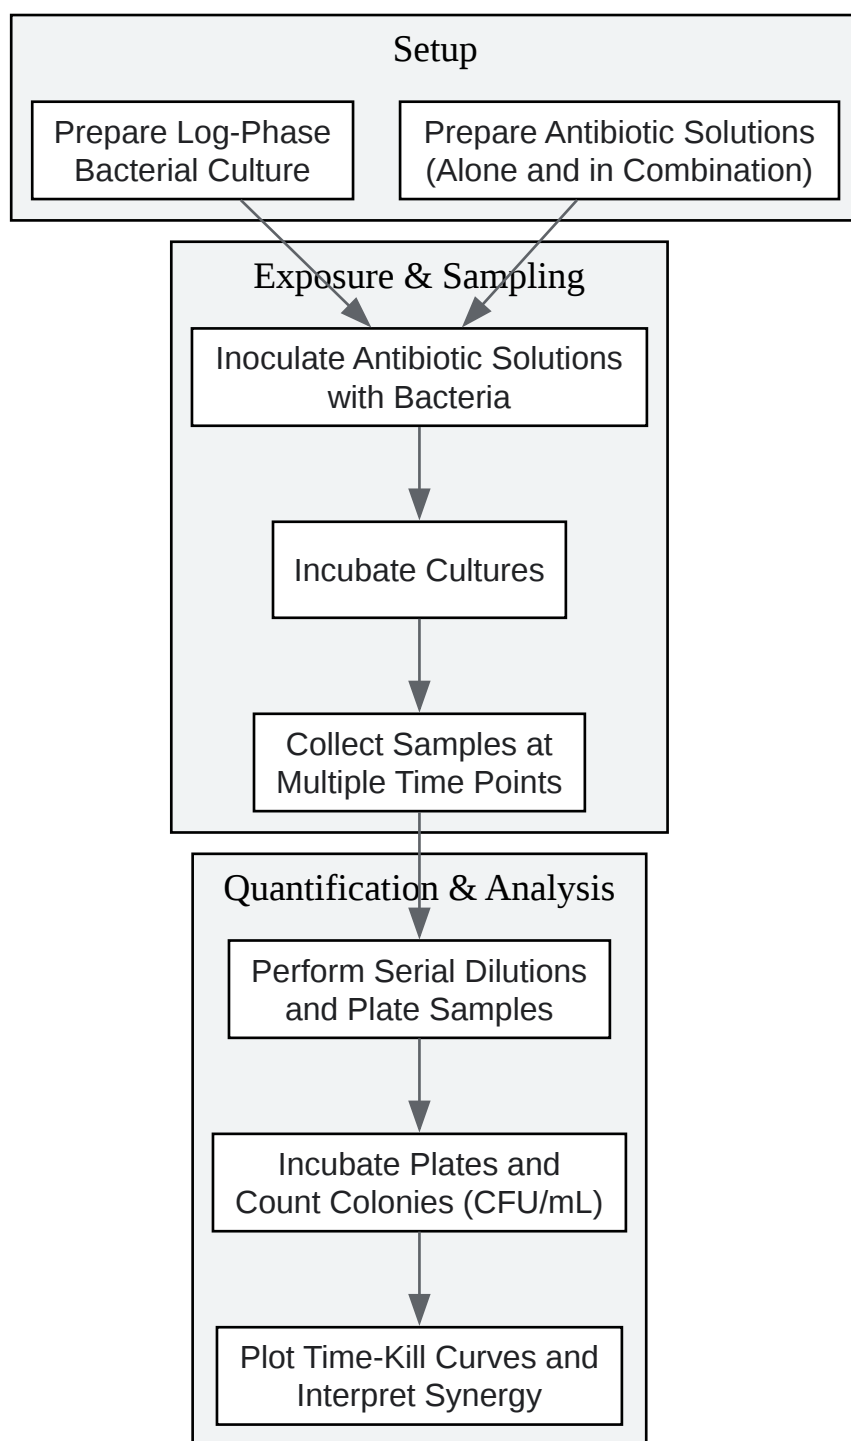 Setup
Prepare Log-Phase
Bacterial Culture
Prepare Antibiotic Solutions
(Alone and in Combination)
Exposure & Sampling
Inoculate Antibiotic Solutions
with Bacteria
Incubate Cultures
Collect Samples at
Multiple Time Points
Quantification & Analysis
Perform Serial Dilutions
and Plate Samples
Incubate Plates and
Count Colonies (CFU/mL)
Plot Time-Kill Curves and
Interpret Synergy